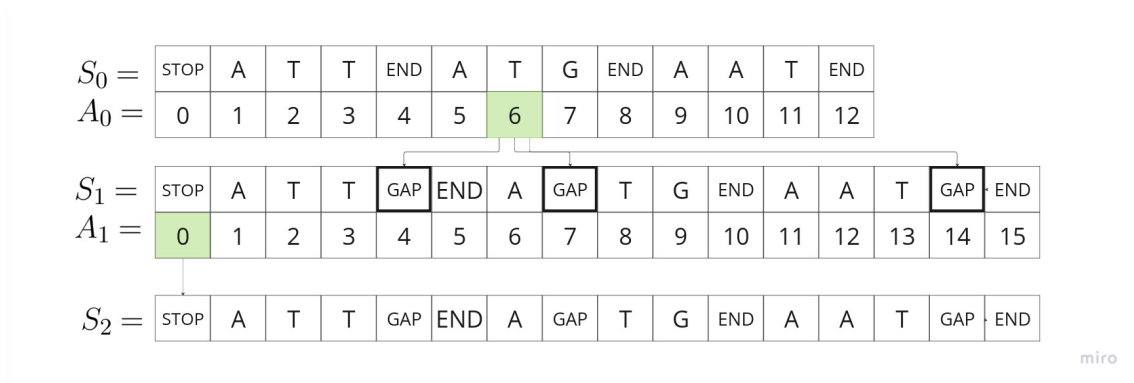 S₀ = STOP A T T END A T G END A A T END
A₀ = 0 1 2 3 4 5 6 7 8 9 10 11 12
S₁ = STOP A T T GAP END A GAP T G END A A T GAP END
A₁ = 0 1 2 3 4 5 6 7 8 9 10 11 12 13 14 15
S₂ = STOP A T T GAP END A GAP T G END A A T GAP END
miro